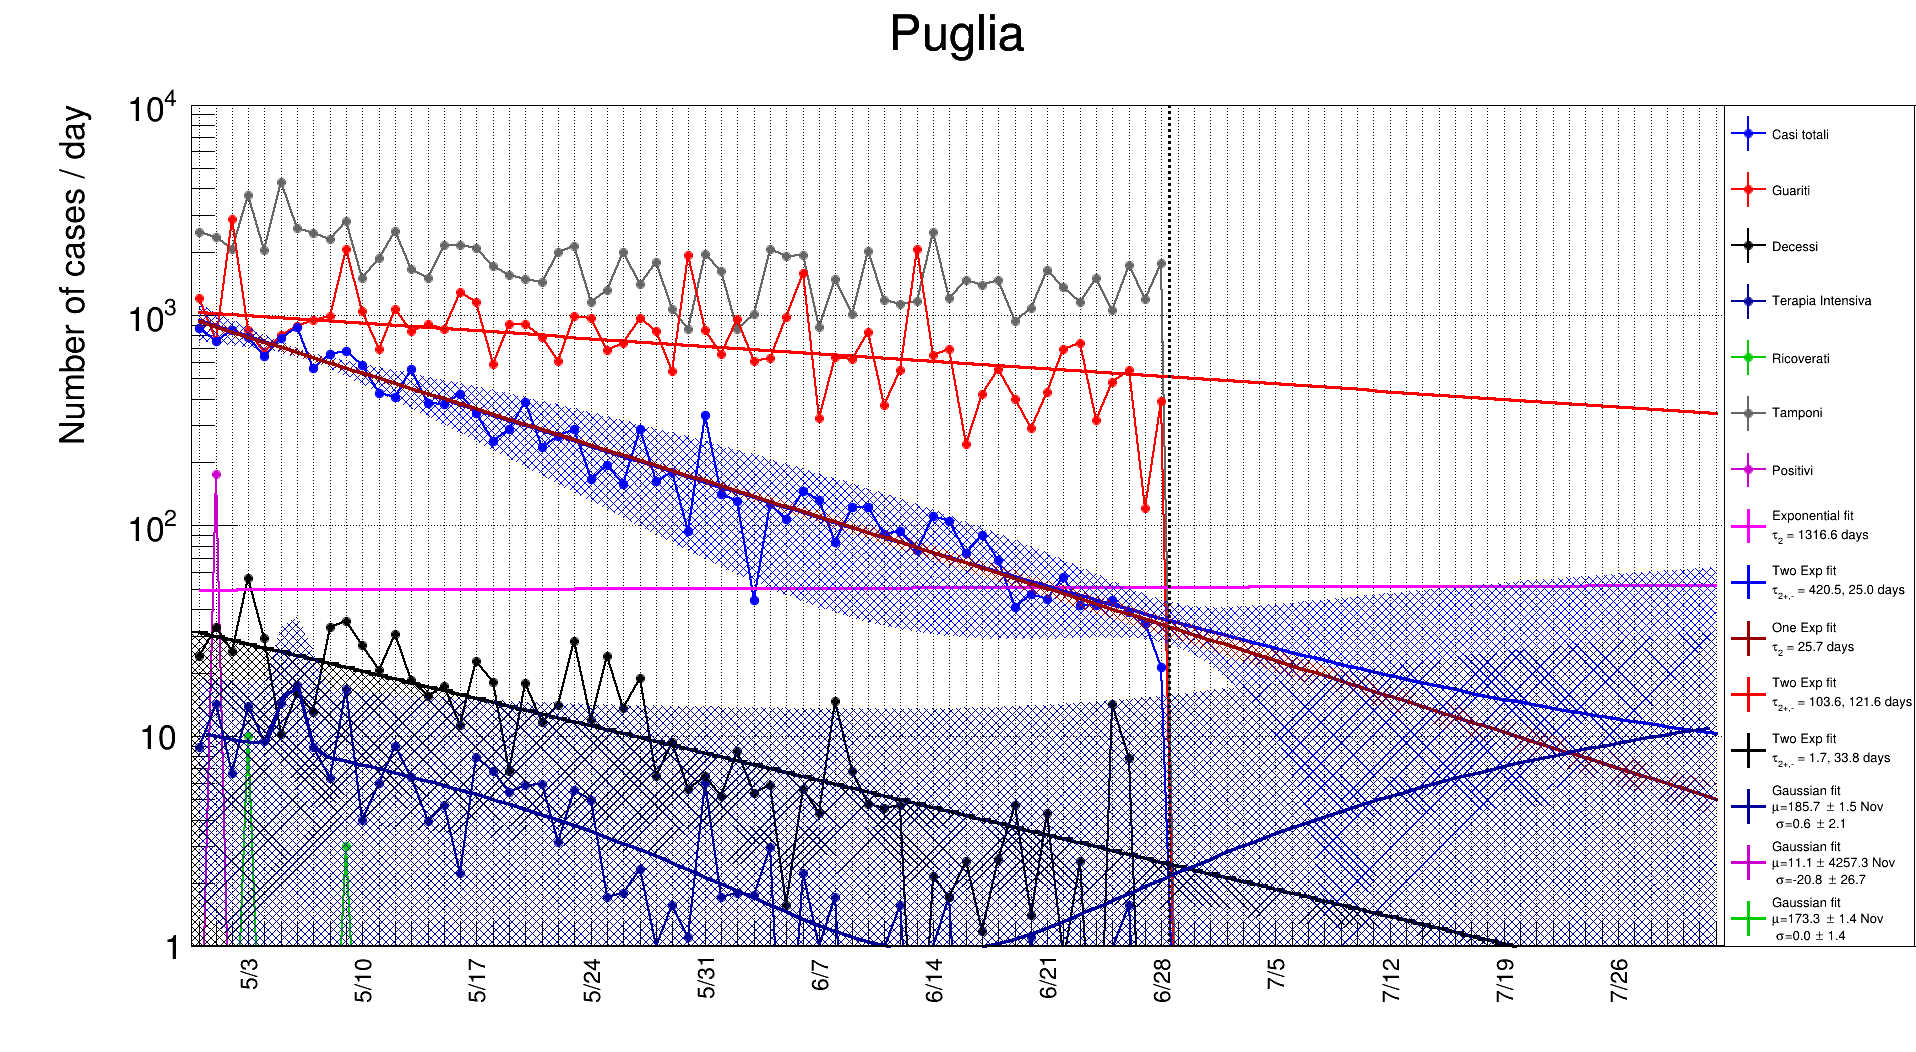 Puglia
Number of cases / day
10^4
10^3
10^2
10
1
5/3
5/10
5/17
5/24
5/31
6/7
6/14
6/21
6/28
7/5
7/12
7/19
7/26
Casi totali
Guariti
Decessi
Terapia Intensiva
Ricoverati
Tamponi
Positivi
Exponential fit
τ2 = 1316.6 days
Two Exp fit
τ2+,- = 420.5, 25.0 days
One Exp fit
τ2 = 25.7 days
Two Exp fit
τ2+,- = 103.6, 121.6 days
Two Exp fit
τ2+,- = 1.7, 33.8 days
Gaussian fit
μ=185.7 ± 1.5 Nov
σ=0.6 ± 2.1
Gaussian fit
μ=11.1 ± 4257.3 Nov
σ=-20.8 ± 26.7
Gaussian fit
μ=173.3 ± 1.4 Nov
σ=0.0 ± 1.4